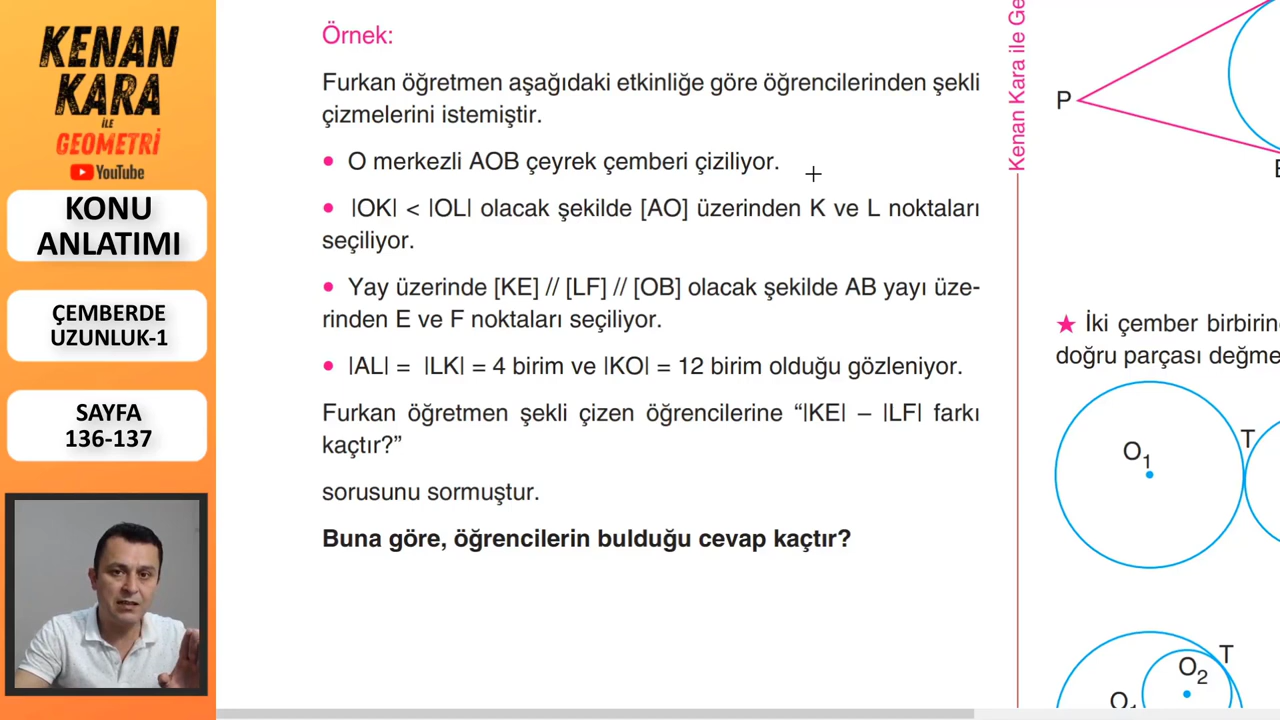 KENAN
KARA
İLE
GEOMETRİ
YouTube
KONU
ANLATIMI
ÇEMBERDE
UZUNLUK-1
SAYFA
136-137
Örnek:
Furkan öğretmen aşağıdaki etkinliğe göre öğrencilerinden şekli
çizmelerini istemiştir.
• O merkezli AOB çeyrek çemberi çiziliyor.
• |OK| < |OL| olacak şekilde [AO] üzerinden K ve L noktaları
seçiliyor.
• Yay üzerinde [KE] // [LF] // [OB] olacak şekilde AB yayı üze-
rinden E ve F noktaları seçiliyor.
• |AL| = |LK| = 4 birim ve |KO| = 12 birim olduğu gözleniyor.
Furkan öğretmen şekli çizen öğrencilerine “|KE| – |LF| farkı
kaçtır?”
sorusunu sormuştur.
Buna göre, öğrencilerin bulduğu cevap kaçtır?
Kenan Kara ile Ge
P
★ İki çember birbirin
doğru parçası değme
O1
T
O2
T